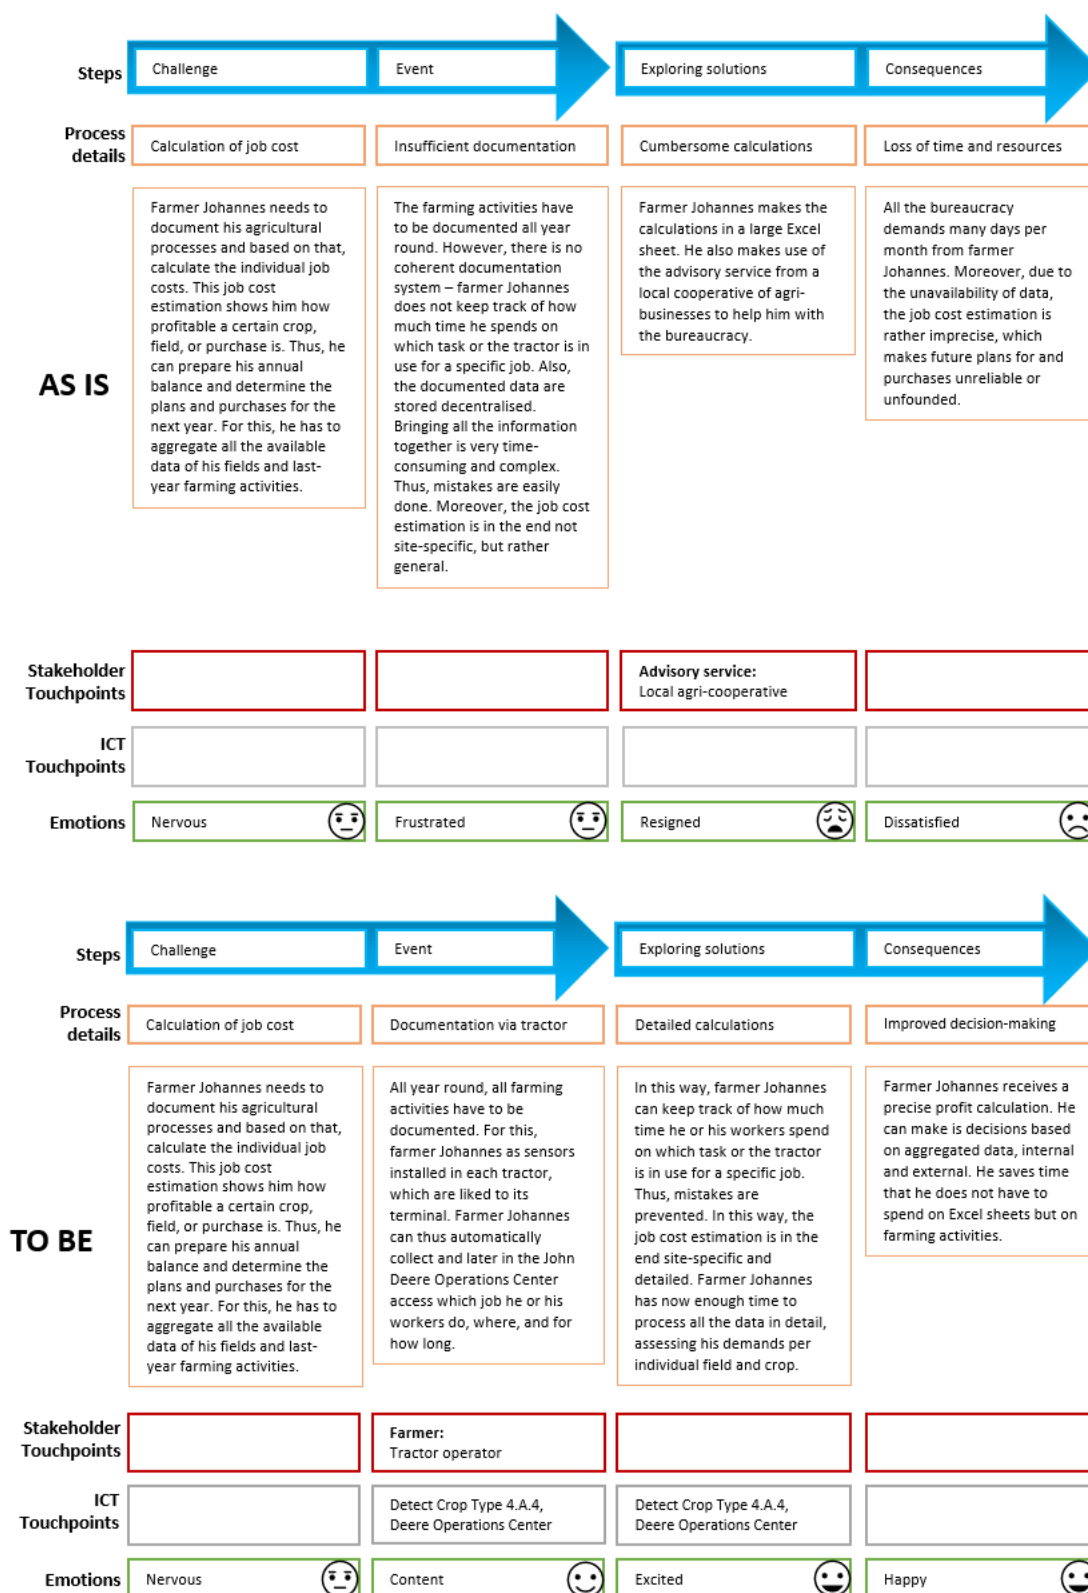 Steps
Challenge
Event
Exploring solutions
Consequences
Process
details
Calculation of job cost
Insufficient documentation
Cumbersome calculations
Loss of time and resources
AS IS
Farmer Johannes needs to
document his agricultural
processes and based on that,
calculate the individual job
costs. This job cost
estimation shows him how
profitable a certain crop,
field, or purchase is. Thus, he
can prepare his annual
balance and determine the
plans and purchases for the
next year. For this, he has to
aggregate all the available
data of his fields and last-
year farming activities.
The farming activities have
to be documented all year
round. However, there is no
coherent documentation
system – farmer Johannes
does not keep track of how
much time he spends on
which task or the tractor is in
use for a specific job. Also,
the documented data are
stored decentralised.
Bringing all the information
together is very time-
consuming and complex.
Thus, mistakes are easily
done. Moreover, the job cost
estimation is in the end not
site-specific, but rather
general.
Farmer Johannes makes the
calculations in a large Excel
sheet. He also makes use of
the advisory service from a
local cooperative of agri-
businesses to help him with
the bureaucracy.
All the bureaucracy
demands many days per
month from farmer
Johannes. Moreover, due to
the unavailability of data,
the job cost estimation is
rather imprecise, which
makes future plans for and
purchases unreliable or
unfounded.
Stakeholder
Touchpoints
Advisory service:
Local agri-cooperative
ICT
Touchpoints
Emotions
Nervous
Frustrated
Resigned
Dissatisfied
Steps
Challenge
Event
Exploring solutions
Consequences
Process
details
Calculation of job cost
Documentation via tractor
Detailed calculations
Improved decision-making
TO BE
Farmer Johannes needs to
document his agricultural
processes and based on that,
calculate the individual job
costs. This job cost
estimation shows him how
profitable a certain crop,
field, or purchase is. Thus, he
can prepare his annual
balance and determine the
plans and purchases for the
next year. For this, he has to
aggregate all the available
data of his fields and last-
year farming activities.
All year round, all farming
activities have to be
documented. For this,
farmer Johannes as sensors
installed in each tractor,
which are liked to its
terminal. Farmer Johannes
can thus automatically
collect and later in the John
Deere Operations Center
access which job he or his
workers do, where, and for
how long.
In this way, farmer Johannes
can keep track of how much
time he or his workers spend
on which task or the tractor
is in use for a specific job.
Thus, mistakes are
prevented. In this way, the
job cost estimation is in the
end site-specific and
detailed. Farmer Johannes
has now enough time to
process all the data in detail,
assessing his demands per
individual field and crop.
Farmer Johannes receives a
precise profit calculation. He
can make is decisions based
on aggregated data, internal
and external. He saves time
that he does not have to
spend on Excel sheets but on
farming activities.
Stakeholder
Touchpoints
Farmer:
Tractor operator
ICT
Touchpoints
Detect Crop Type 4.A.4,
Deere Operations Center
Detect Crop Type 4.A.4,
Deere Operations Center
Emotions
Nervous
Content
Excited
Happy